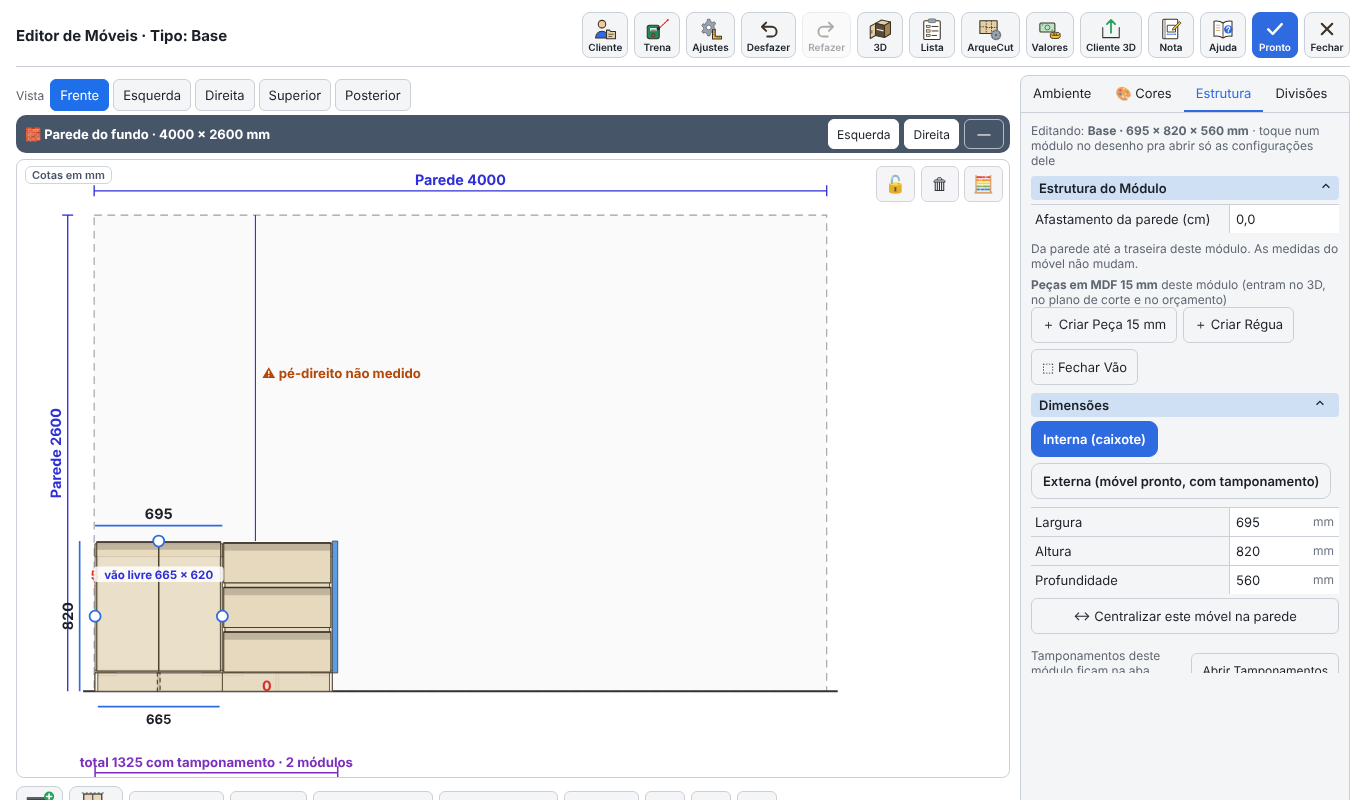 Editor de Móveis · Tipo: Base
Cliente
Trena
Ajustes
Desfazer
Refazer
3D
Lista
ArqueCut
Valores
Cliente 3D
Nota
Ajuda
Pronto
Fechar
Vista
Frente
Esquerda
Direita
Superior
Posterior
Parede do fundo · 4000 × 2600 mm
Esquerda
Direita
—
Cotas em mm
Parede 4000
Parede 2600
pé-direito não medido
695
vão livre 665 × 620
820
0
665
total 1325 com tamponamento · 2 módulos
Ambiente
Cores
Estrutura
Divisões
Editando: Base · 695 × 820 × 560 mm · toque num
módulo no desenho pra abrir só as configurações
dele
Estrutura do Módulo
Afastamento da parede (cm)
0,0
Da parede até a traseira deste módulo. As medidas do
móvel não mudam.
Peças em MDF 15 mm deste módulo (entram no 3D,
no plano de corte e no orçamento)
+ Criar Peça 15 mm
+ Criar Régua
Fechar Vão
Dimensões
Interna (caixote)
Externa (móvel pronto, com tamponamento)
Largura
695 mm
Altura
820 mm
Profundidade
560 mm
↔ Centralizar este móvel na parede
Tamponamentos deste
módulo ficam na aba
Abrir Tamponamentos